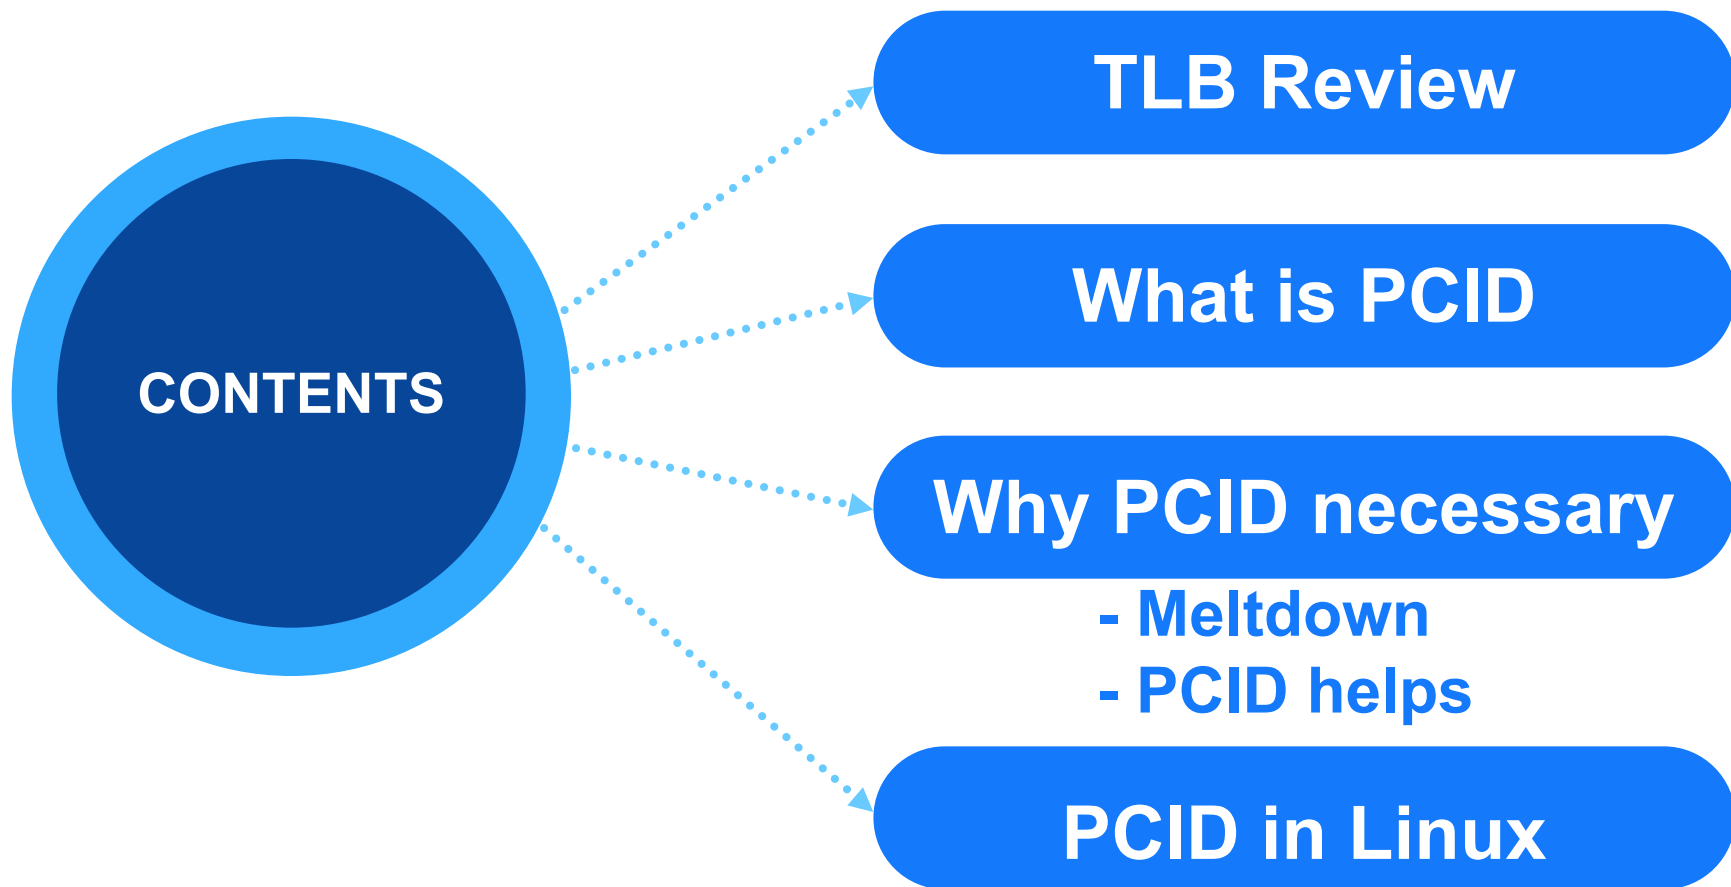 CONTENTS
TLB Review
What is PCID
Why PCID necessary
- Meltdown
- PCID helps
PCID in Linux